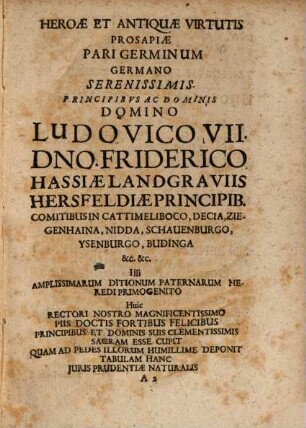 HEROÆ ET ANTIQUÆ VIRTUTIS
PROSAPIÆ
PARI GERMINUM
GERMANO
SERENISSIMIS.
PRINCIPIBVS AC DOMINIS
DOMINO
LUDOVICO VII.
DNO. FRIDERICO
HASSIÆ LANDGRAVIIS
HERSFELDIÆ PRINCIPIB.
COMITIBUS IN CATTIMELIBOCO, DECIA, ZIE-
GENHAINA, NIDDA, SCHAUENBURGO,
YSENBURGO, BUDINGA
&c. &c.
Illi
AMPLISSIMARUM DITIONUM PATERNARUM HE-
REDI PRIMOGENITO
Huic
RECTORI NOSTRO MAGNIFICENTISSIMO
PIIS DOCTIS FORTIBUS FELICIBUS
PRINCIPIBUS ET DOMINIS SUIS CLEMENTISSIMIS
SACRAM ESSE CUPIT
QUAM AD PEDES ILLORUM HUMILLIME DEPONIT
TABULAM HANC
JURIS PRUDENTIÆ NATURALIS
A 2